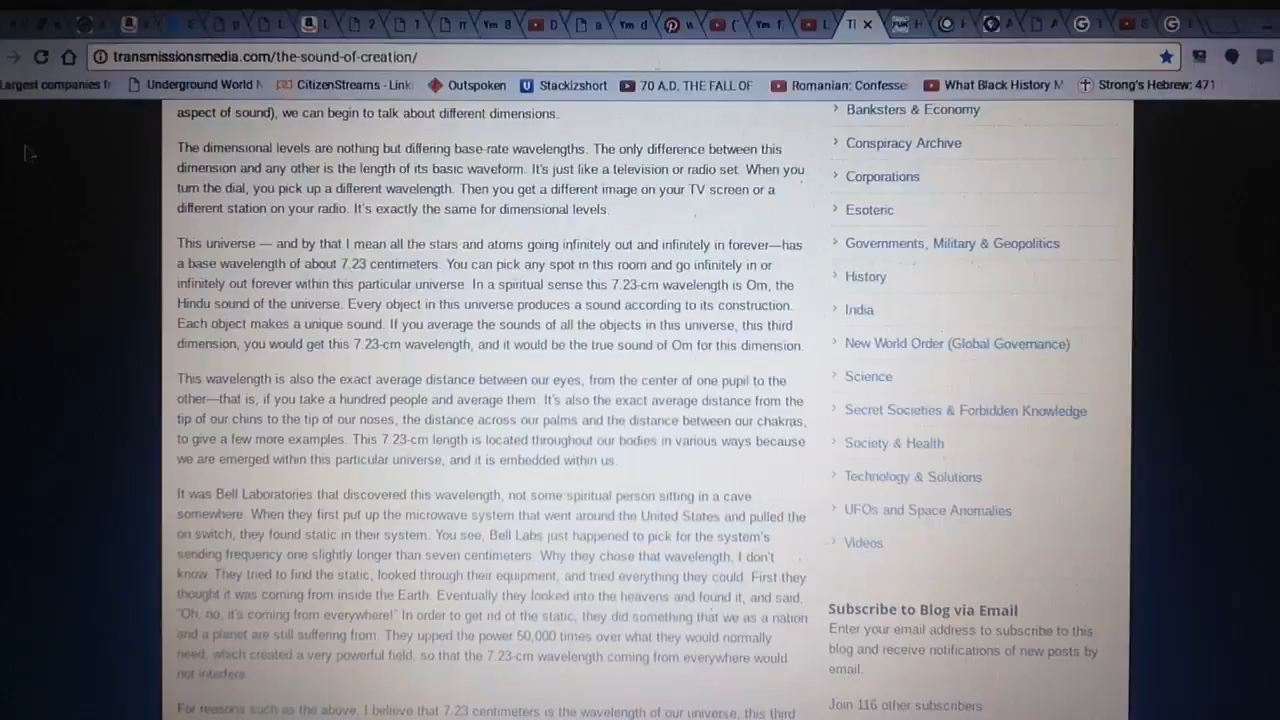 transmissionsmedia.com/the-sound-of-creation/
Largest companies
Underground World
CitizenStreams - Link
Outspoken
Stackizshort
70 A.D. THE FALL OF
Romanian: Confesse
What Black History M
Strong's Hebrew: 471
aspect of sound), we can begin to talk about different dimensions.
The dimensional levels are nothing but differing base-rate wavelengths. The only difference between this
dimension and any other is the length of its basic waveform. It's just like a television or radio set. When you
turn the dial, you pick up a different wavelength. Then you get a different image on your TV screen or a
different station on your radio. It's exactly the same for dimensional levels.
This universe — and by that I mean all the stars and atoms going infinitely out and infinitely in forever—has
a base wavelength of about 7.23 centimeters. You can pick any spot in this room and go infinitely in or
infinitely out forever within this particular universe. In a spiritual sense this 7.23-cm wavelength is Om, the
Hindu sound of the universe. Every object in this universe produces a sound according to its construction.
Each object makes a unique sound. If you average the sounds of all the objects in this universe, this third
dimension, you would get this 7.23-cm wavelength, and it would be the true sound of Om for this dimension.
This wavelength is also the exact average distance between our eyes, from the center of one pupil to the
other—that is, if you take a hundred people and average them. It's also the exact average distance from the
tip of our chins to the tip of our noses, the distance across our palms and the distance between our chakras,
to give a few more examples. This 7.23-cm length is located throughout our bodies in various ways because
we are emerged within this particular universe, and it is embedded within us.
It was Bell Laboratories that discovered this wavelength, not some spiritual person sitting in a cave
somewhere. When they first put up the microwave system that went around the United States and pulled the
on switch, they found static in their system. You see, Bell Labs just happened to pick for the system's
sending frequency one slightly longer than seven centimeters. Why they chose that wavelength, I don't
know. They tried to find the static, looked through their equipment, and tried everything they could. First they
thought it was coming from inside the Earth. Eventually they looked into the heavens and found it, and said,
"Oh, no, it's coming from everywhere!" In order to get rid of the static, they did something that we as a nation
and a planet are still suffering from. They upped the power 50,000 times over what they would normally
need, which created a very powerful field, so that the 7.23-cm wavelength coming from everywhere would
not interfere.
For reasons such as the above, I believe that 7.23 centimeters is the wavelength of our universe, this third
Banksters & Economy
Conspiracy Archive
Corporations
Esoteric
Governments, Military & Geopolitics
History
India
New World Order (Global Governance)
Science
Secret Societies & Forbidden Knowledge
Society & Health
Technology & Solutions
UFOs and Space Anomalies
Videos
Subscribe to Blog via Email
Enter your email address to subscribe to this
blog and receive notifications of new posts by
email.
Join 116 other subscribers